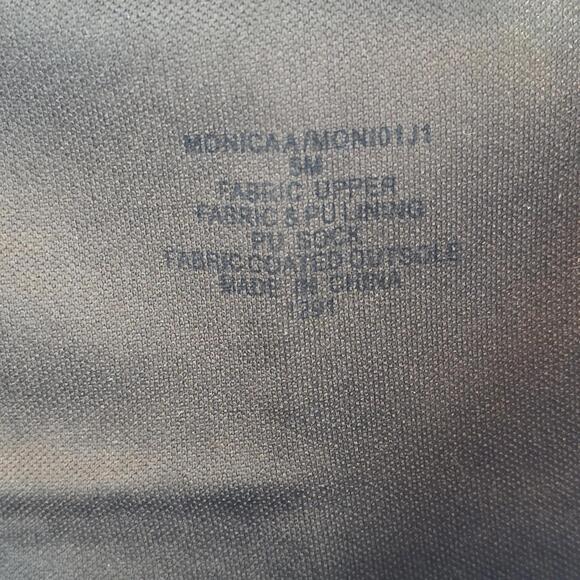 MONICAA/MONI01J1
5M
FABRIC UPPER
FABRIC & PU LINING
PU SOCK
FABRIC COATED OUTSOLE
MADE IN CHINA
1291